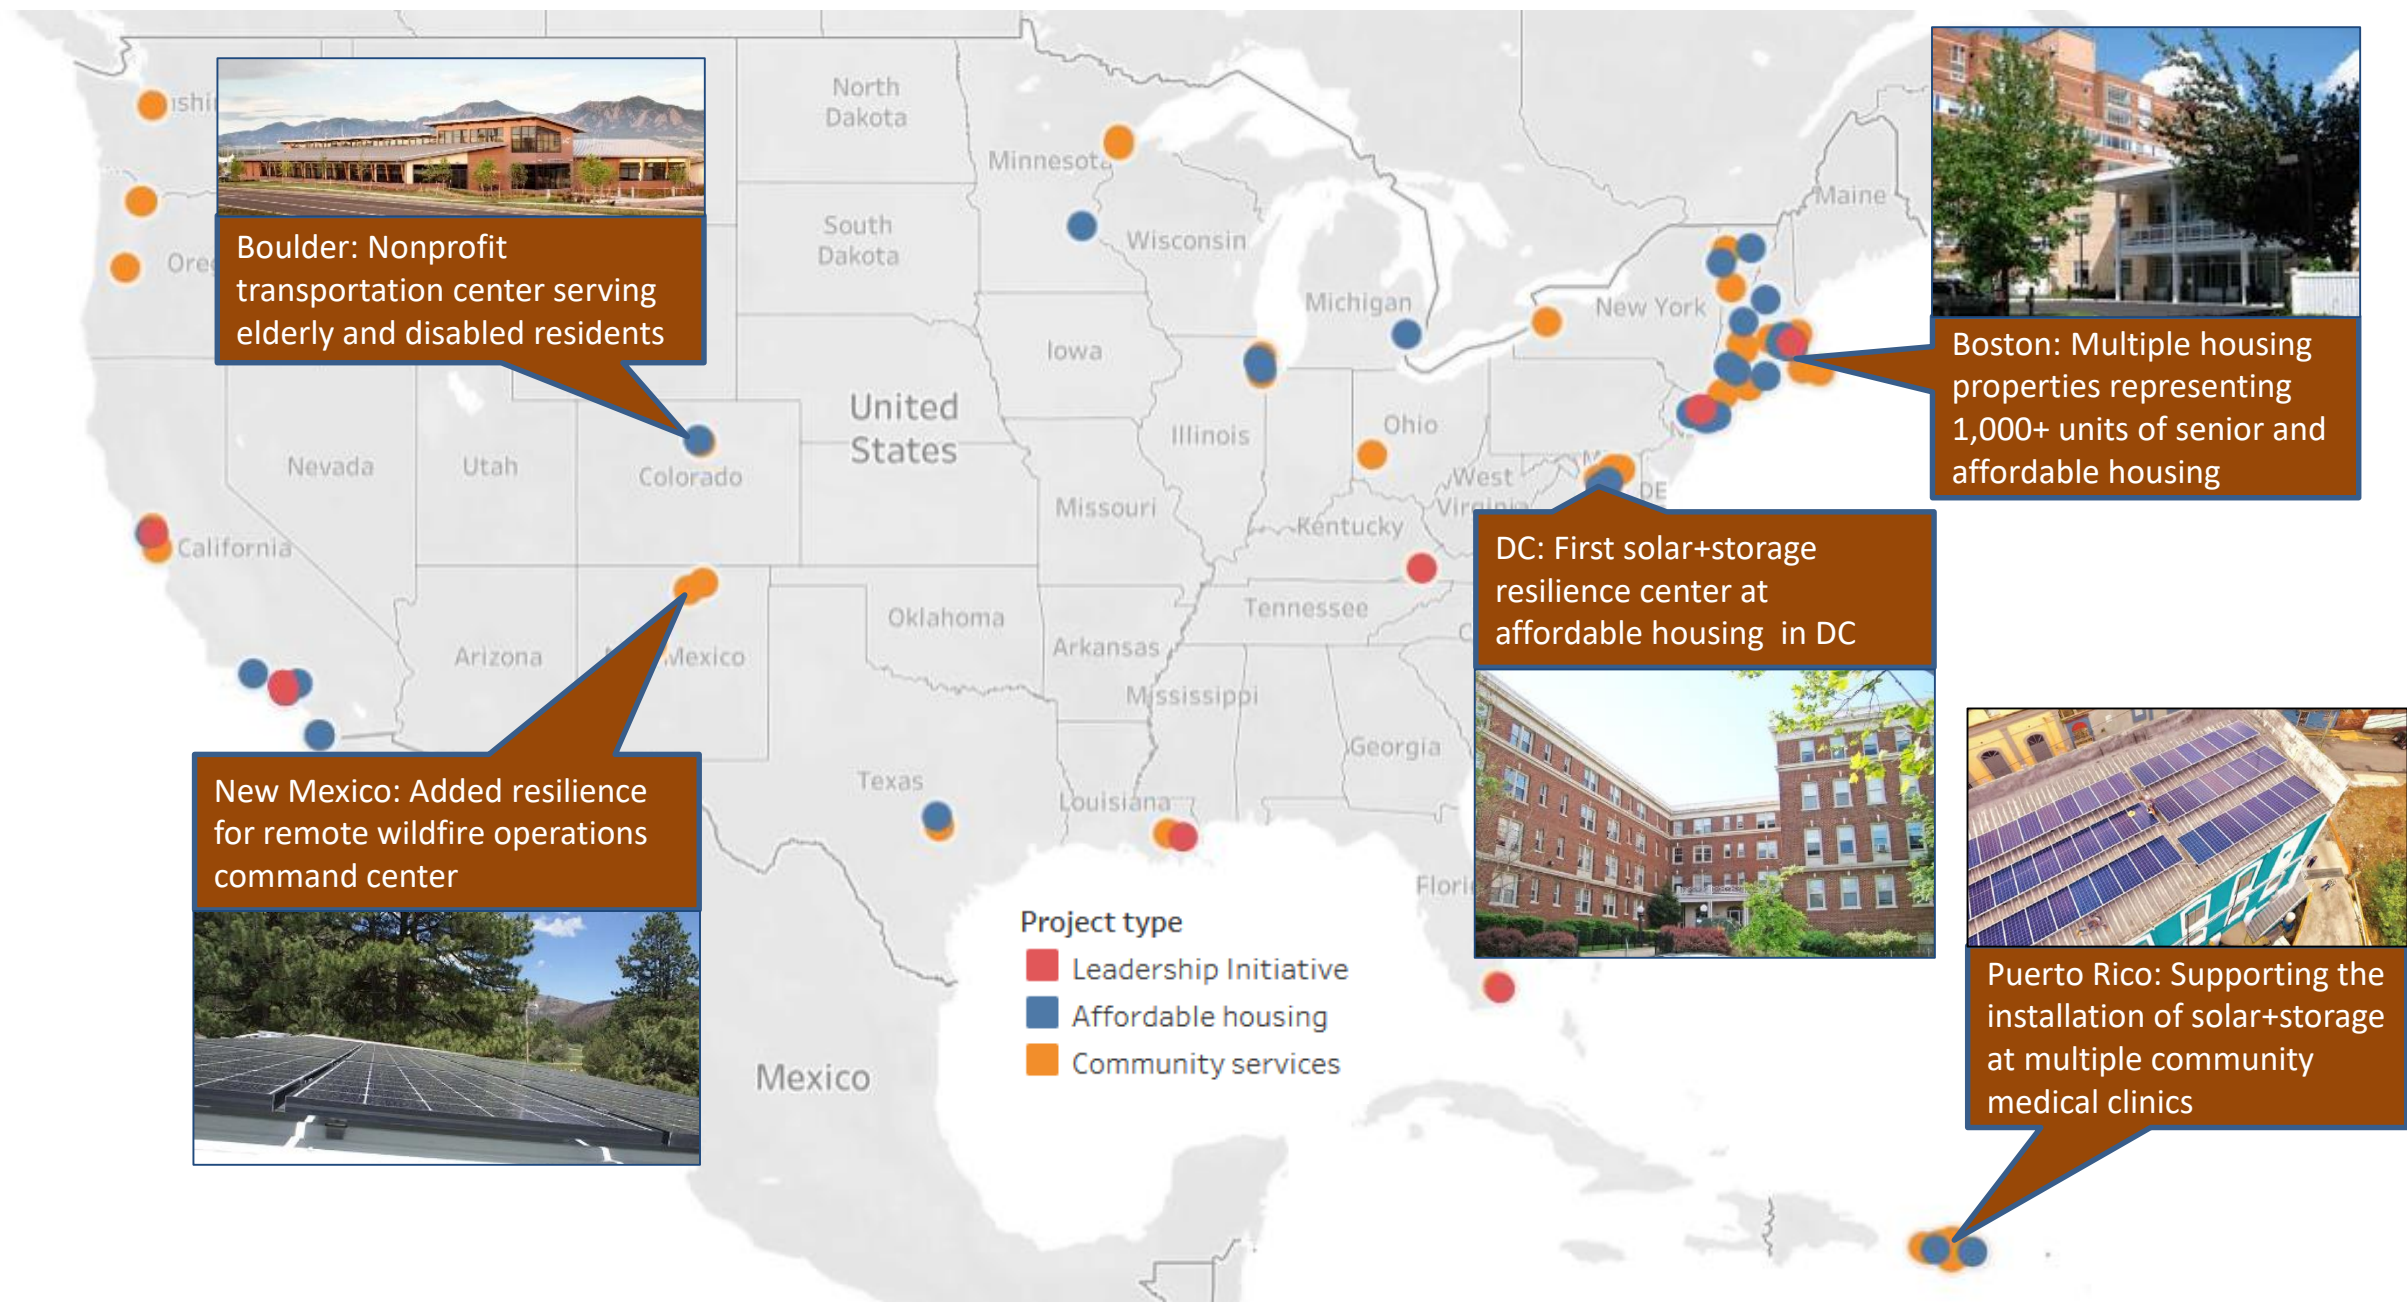 North
Dakota
Minnesota
Maine
South
Dakota
Wisconsin
Boulder: Nonprofit
transportation center serving
elderly and disabled residents
Michigan
New York
Iowa
Boston: Multiple housing
properties representing
1,000+ units of senior and
affordable housing
United
States
Illinois
Ohio
Nevada
Utah
Colorado
West
Virginia
DE
Missouri
Kentucky
California
DC: First solar+storage
resilience center at
affordable housing in DC
Oklahoma
Tennessee
Arizona
Mexico
Arkansas
Mississippi
Georgia
New Mexico: Added resilience
for remote wildfire operations
command center
Texas
Louisiana
Project type
Leadership Initiative
Affordable housing
Community services
Mexico
Puerto Rico: Supporting the
installation of solar+storage
at multiple community
medical clinics